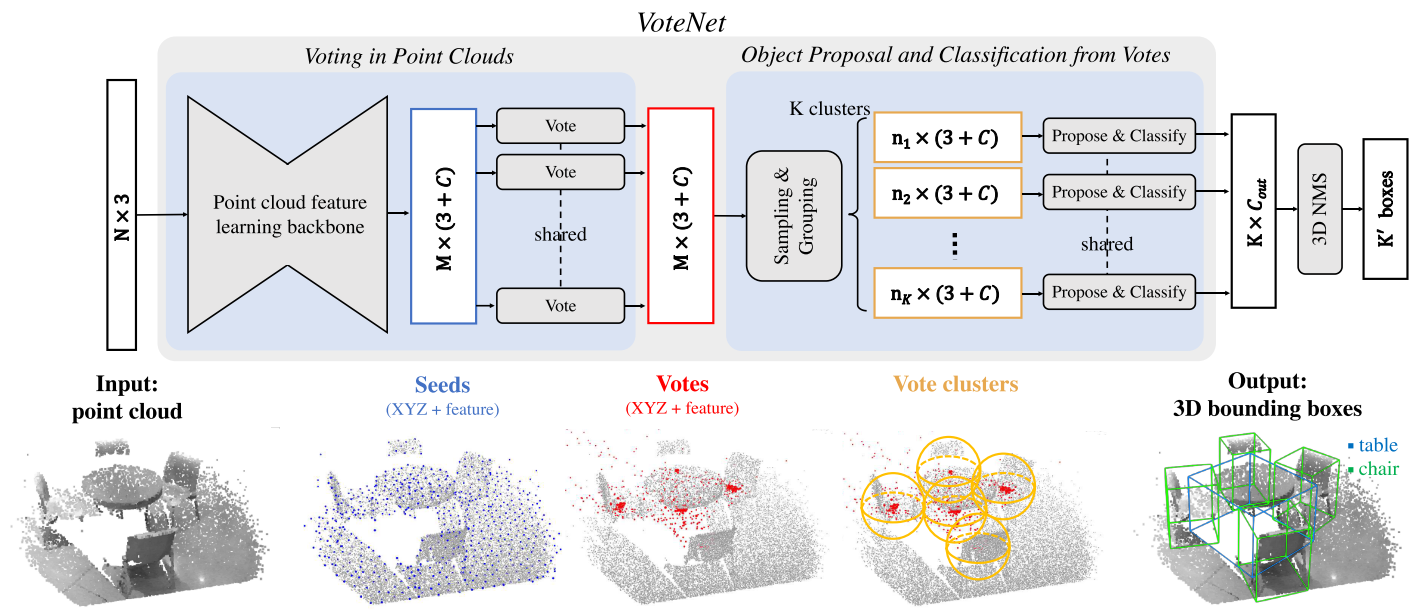 VoteNet
Voting in Point Clouds
Object Proposal and Classification from Votes
N × 3
Point cloud feature
learning backbone
M × (3 + C)
Vote
Vote
shared
Vote
M × (3 + C)
Sampling &
Grouping
K clusters
n₁ × (3 + C)
n₂ × (3 + C)
⋮
n_K × (3 + C)
Propose & Classify
Propose & Classify
shared
Propose & Classify
K × C_out
3D NMS
K′ boxes
Input:
point cloud
Seeds
(XYZ + feature)
Votes
(XYZ + feature)
Vote clusters
Output:
3D bounding boxes
table
chair